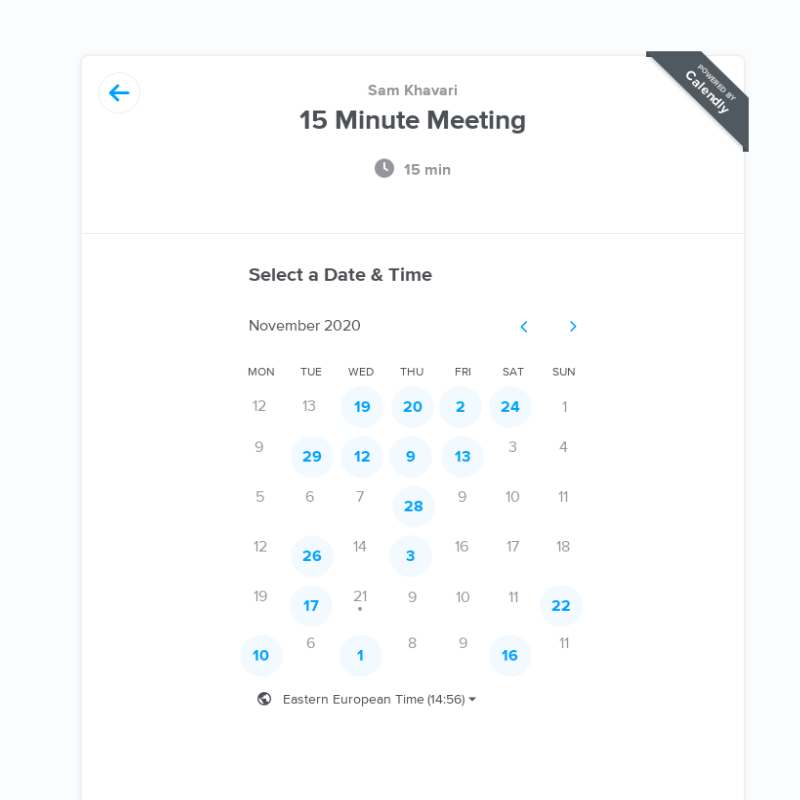 POWERED BY
Calendly
Sam Khavari
15 Minute Meeting
15 min
Select a Date & Time
November 2020
MON TUE WED THU FRI SAT SUN
12 13 19 20 2 24 1
9 29 12 9 13 3 4
5 6 7 28 9 10 11
12 26 14 3 16 17 18
19 17 21 9 10 11 22
10 6 1 8 9 16 11
Eastern European Time (14:56)